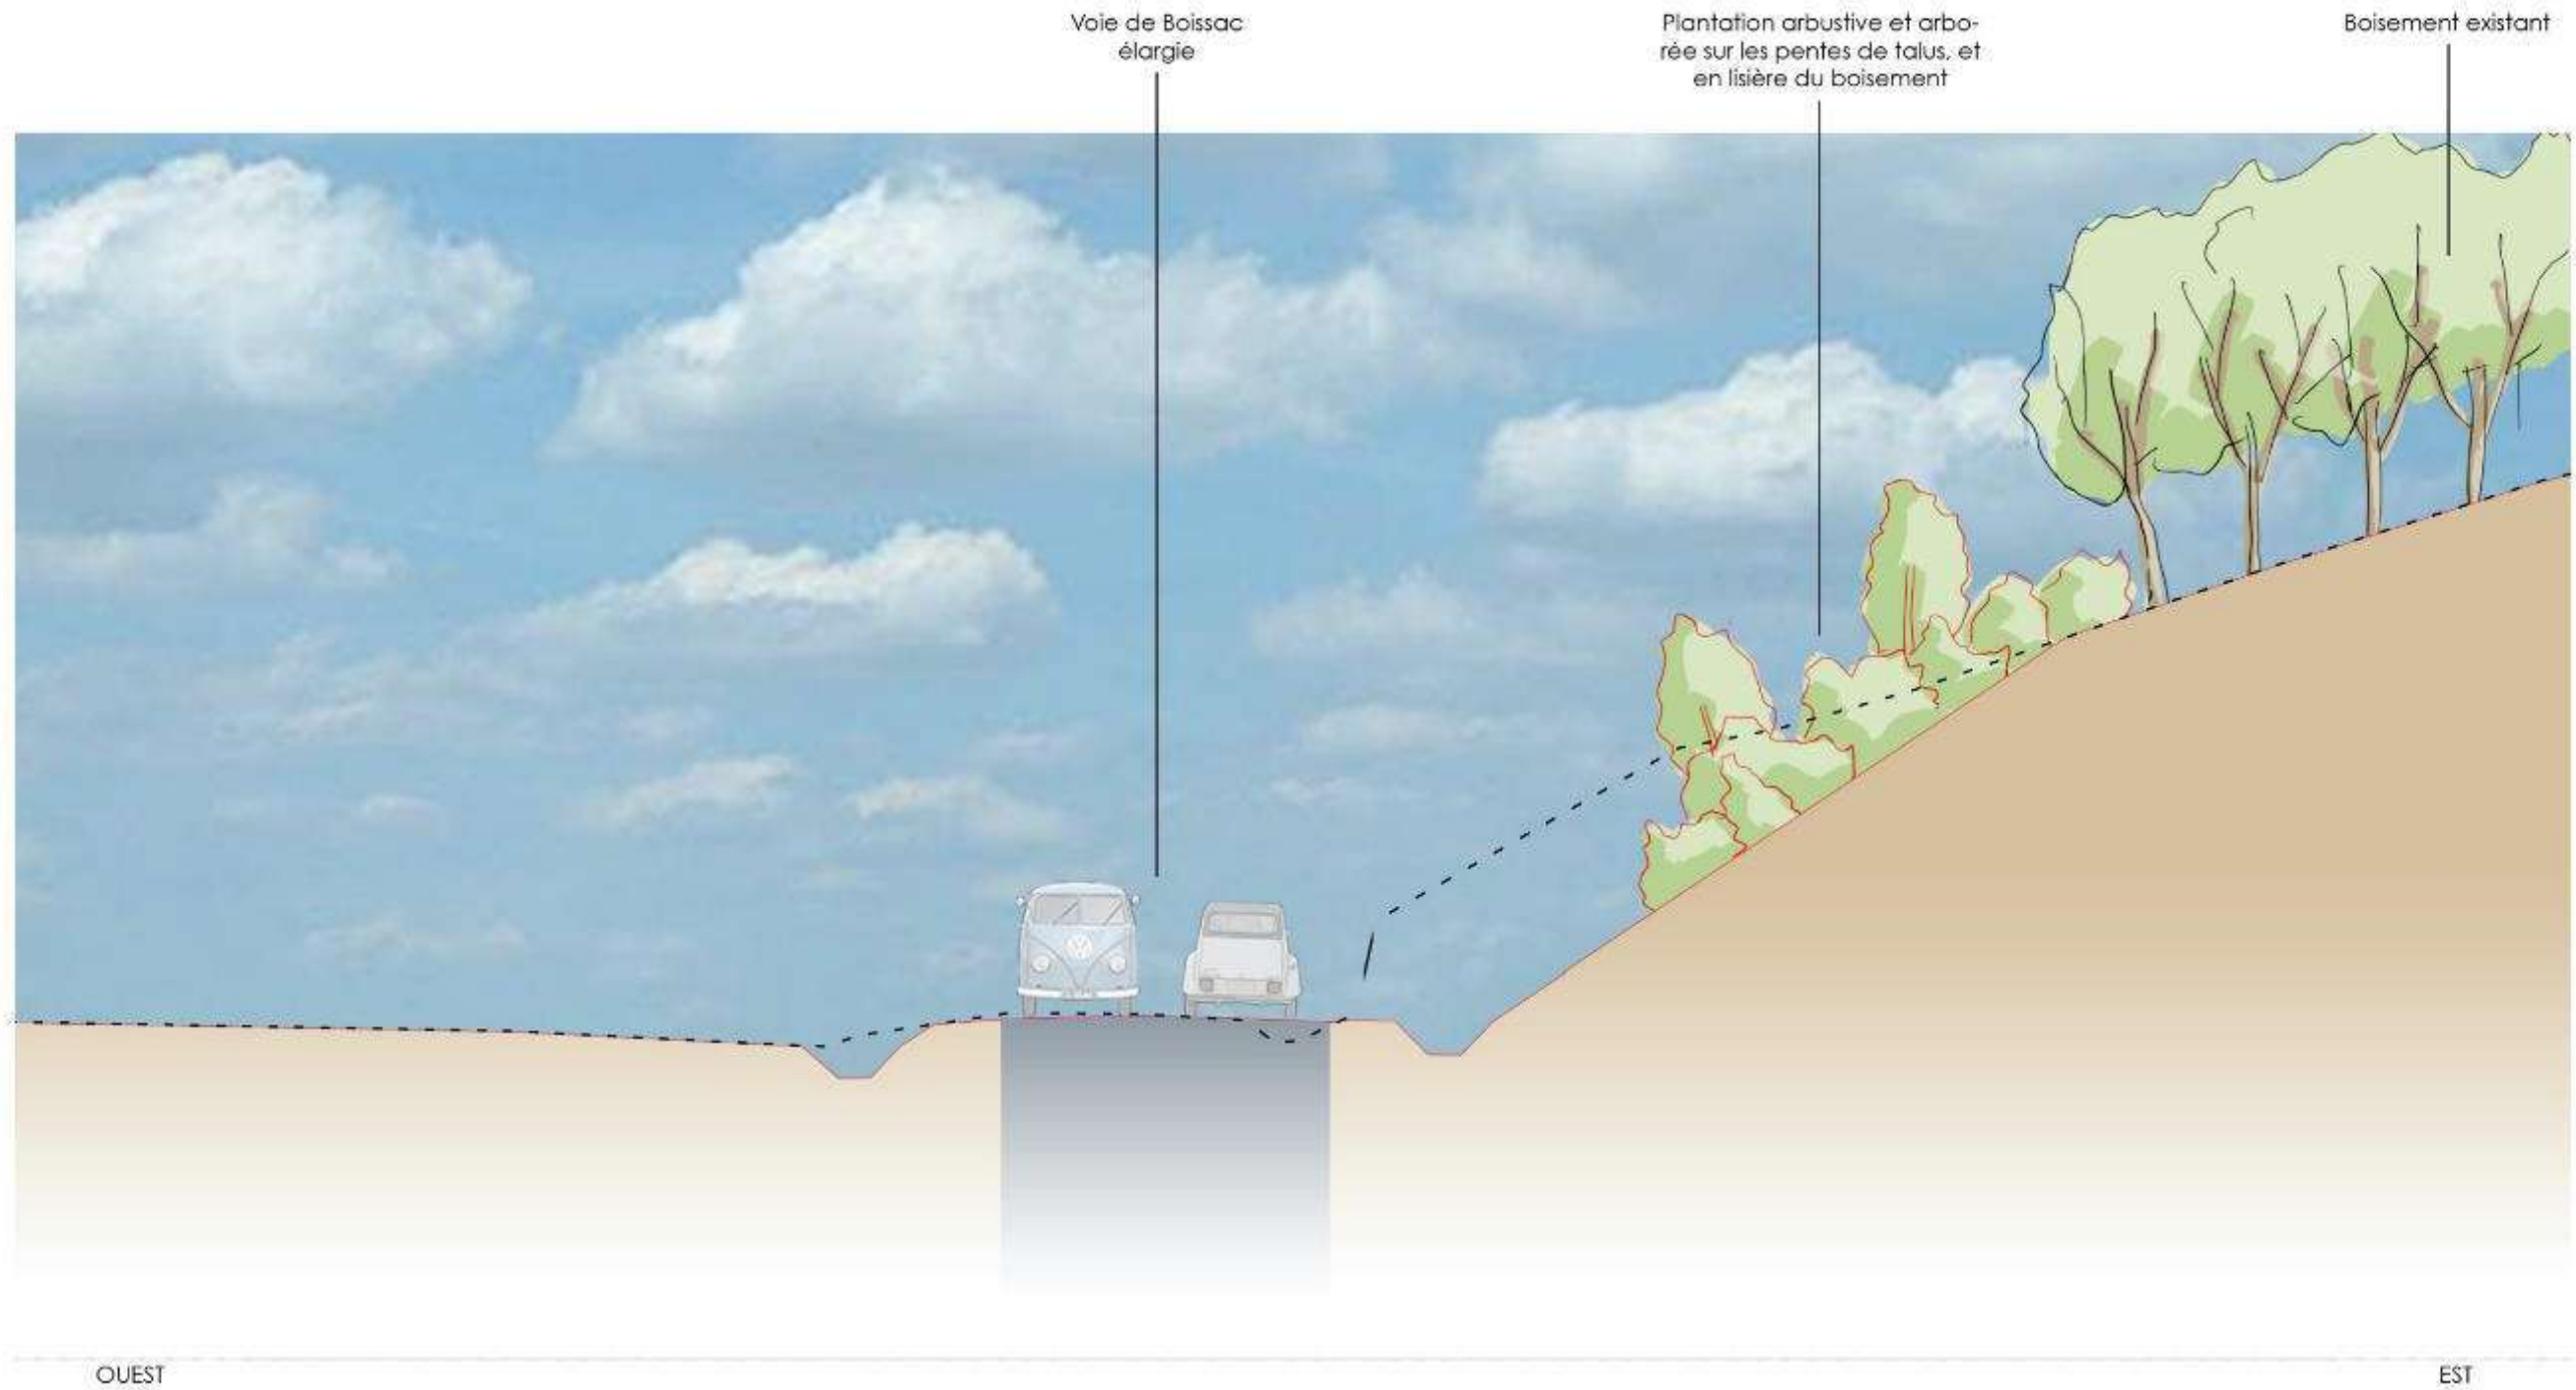 Voie de Boissac
élargie
Plantation arbustive et arbo-
rée sur les pentes de talus, et
en lisière du boisement
Boisement existant
OUEST
EST